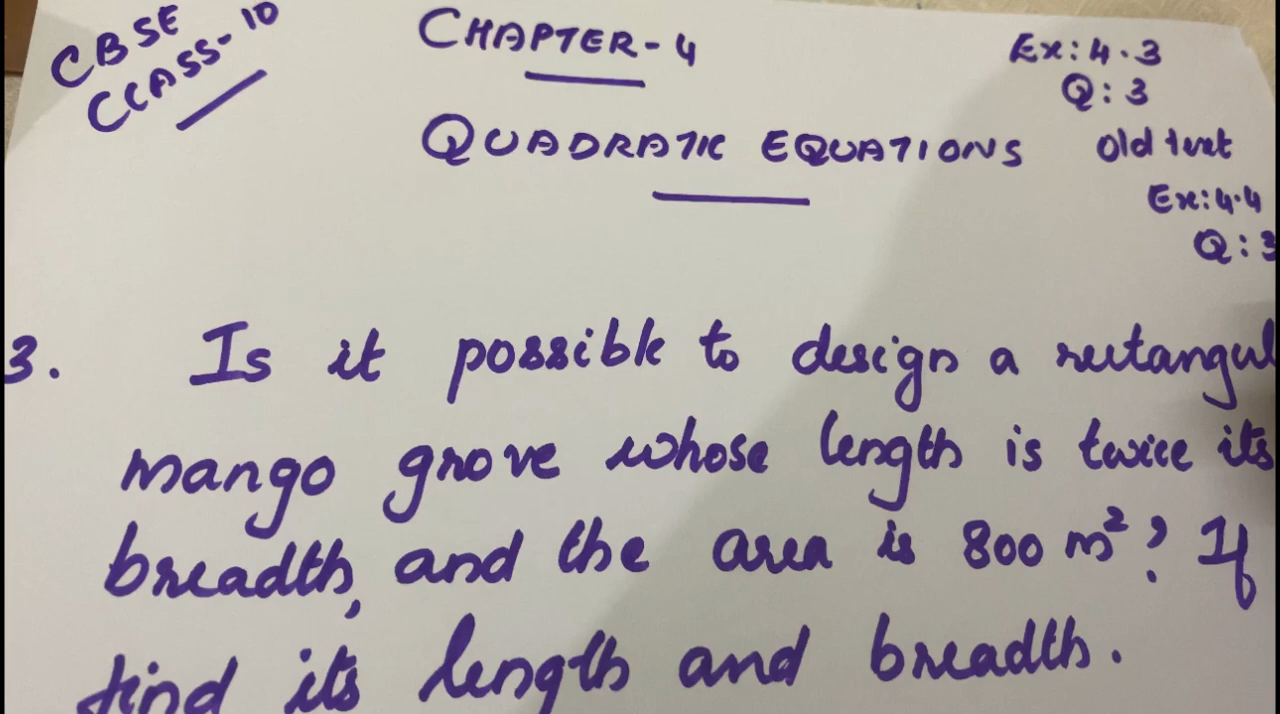 CBSE
CLASS-10
CHAPTER-4
Ex: 4.3
Q: 3
QUADRATIC EQUATIONS
Old text
Ex: 4.4
Q: 3
3. Is it possible to design a rectangul
mango grove whose length is twice its
breadth, and the area is 800 m²? If
find its length and breadth.